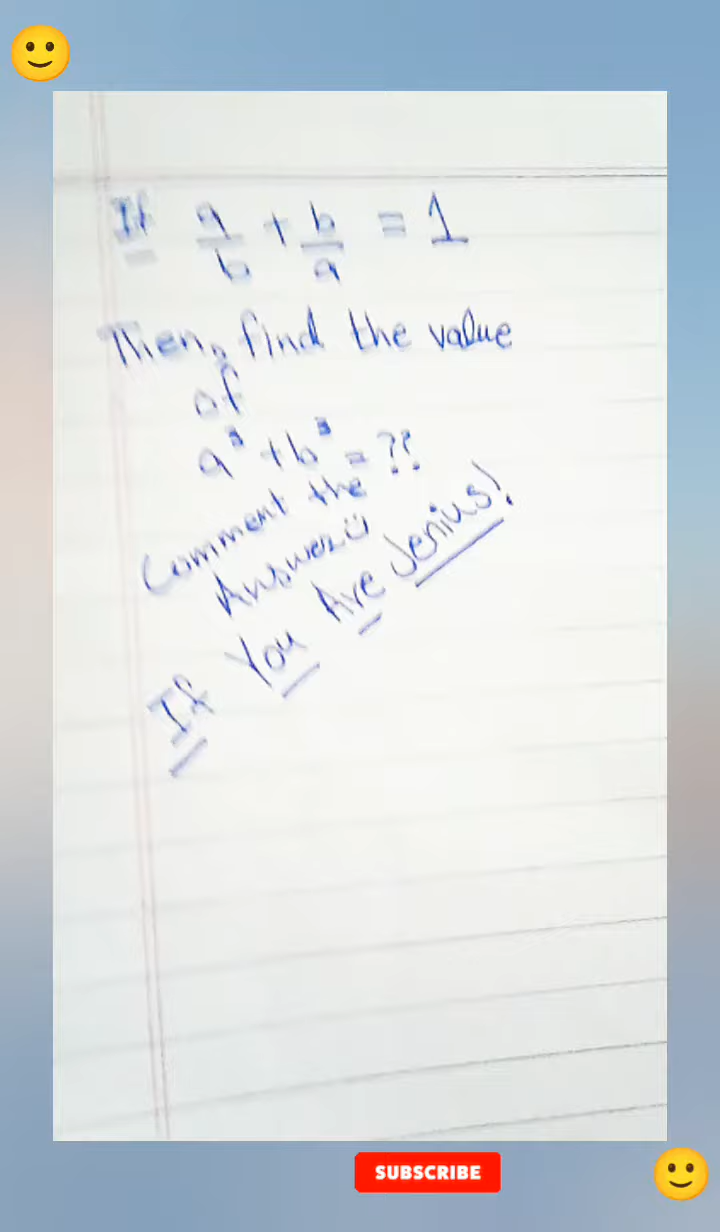 If a/b + b/a = 1
Then, find the value
of
a³ + b³ = ??
Comment the
Answer
If You Are Jenius!
SUBSCRIBE